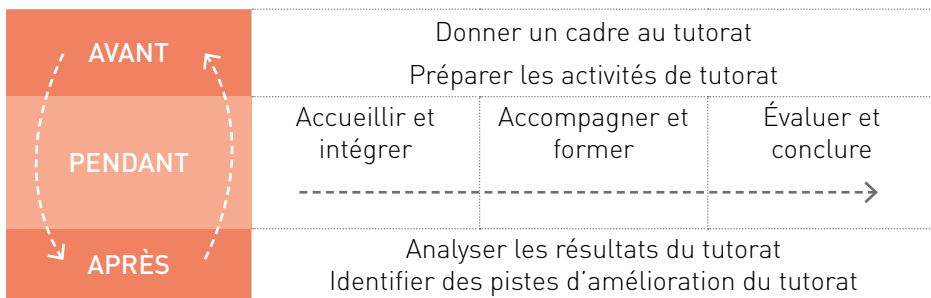 AVANT
Donner un cadre au tutorat
Préparer les activités de tutorat
PENDANT
Accueillir et
intégrer
Accompagner et
former
Évaluer et
conclure
APRÈS
Analyser les résultats du tutorat
Identifier des pistes d’amélioration du tutorat